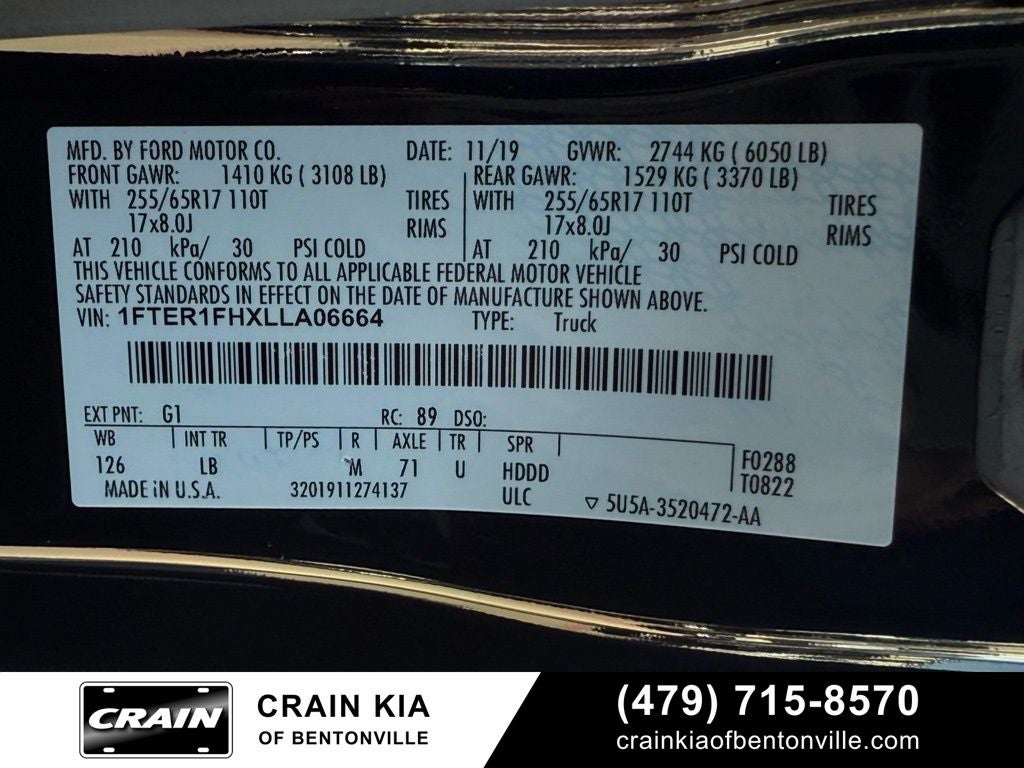 MFD. BY FORD MOTOR CO. DATE: 11/19 GVWR: 2744 KG ( 6050 LB)
FRONT GAWR: 1410 KG ( 3108 LB) REAR GAWR: 1529 KG ( 3370 LB)
WITH 255/65R17 110T TIRES WITH 255/65R17 110T TIRES
17x8.0J RIMS 17x8.0J RIMS
AT 210 kPa/ 30 PSI COLD AT 210 kPa/ 30 PSI COLD
THIS VEHICLE CONFORMS TO ALL APPLICABLE FEDERAL MOTOR VEHICLE
SAFETY STANDARDS IN EFFECT ON THE DATE OF MANUFACTURE SHOWN ABOVE.
VIN: 1FTER1FHXLLA06664 TYPE: Truck
EXT PNT: G1 RC: 89 DSO:
WB INT TR TP/PS R AXLE TR SPR
126 LB M 71 U HDDD F0288
MADE IN U.S.A. 3201911274137 ULC T0822
▽ 5U5A-3520472-AA
CRAIN
CRAIN KIA
OF BENTONVILLE
(479) 715-8570
crainkiaofbentonville.com